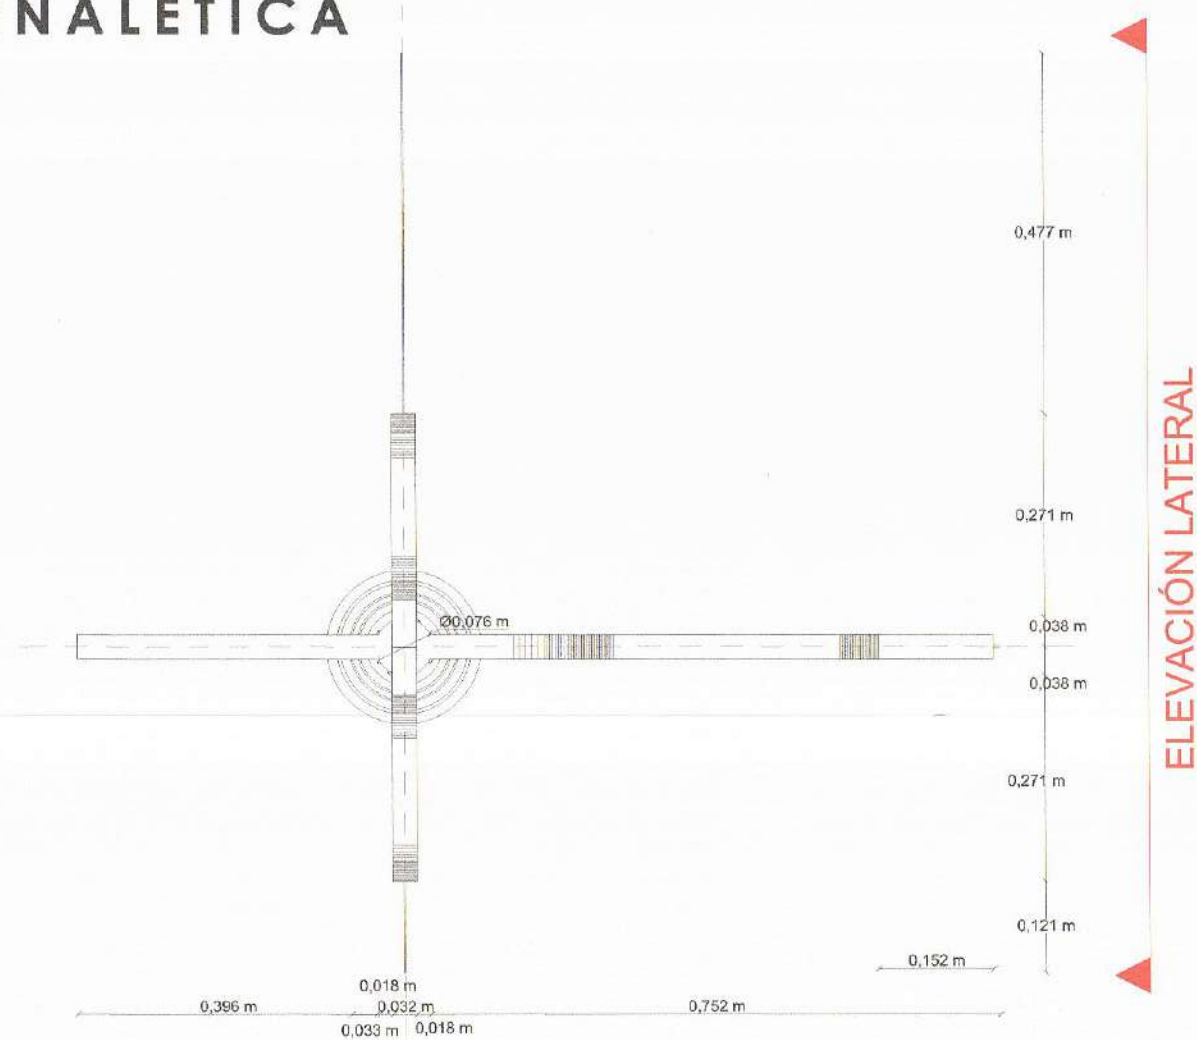 NALÉTICA
0,477 m
0,271 m
Ø0,076 m
0,038 m
0,038 m
0,271 m
0,121 m
0,152 m
0,018 m
0,396 m 0,032 m 0,752 m
0,033 m 0,018 m
ELEVACIÓN LATERAL